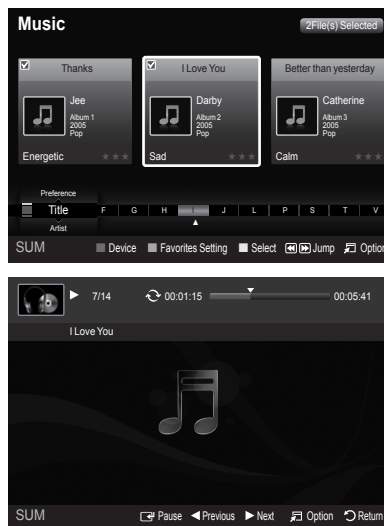 Music
2File(s) Selected
Thanks
Jee
Album 1
2005
Pop
Energetic
I Love You
Darby
Album 2
2005
Pop
Sad
Better than yesterday
Catherine
Album 3
2005
Pop
Calm
Preference
Title F G H I J L P S T V
Artist
SUM Device Favorites Setting Select Jump Option
7/14 00:01:15 00:05:41
I Love You
SUM Pause Previous Next Option Return